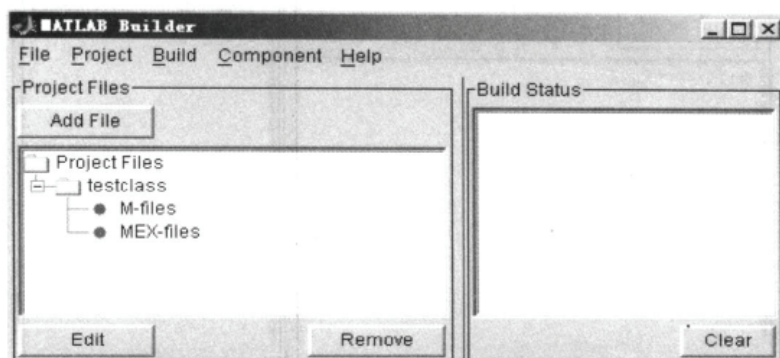 MATLAB Builder
File Project Build Component Help
Project Files
Add File
Project Files
testclass
M-files
MEX-files
Edit
Remove
Build Status
Clear